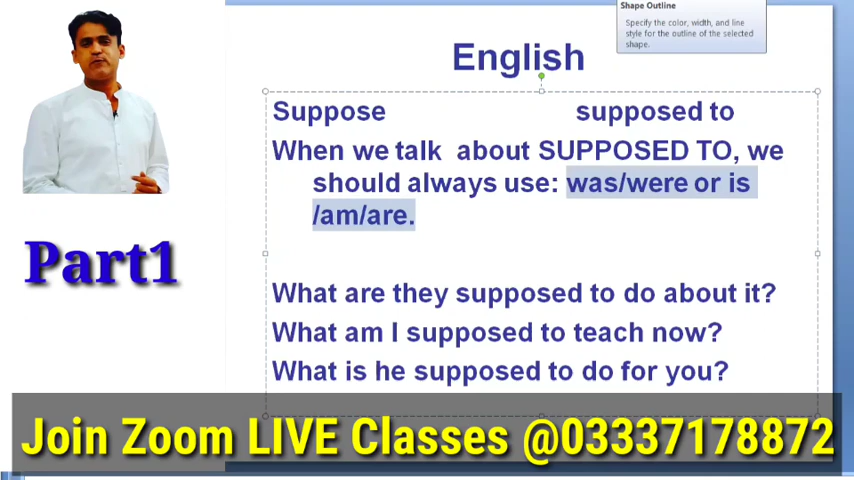 Shape Outline
Specify the color, width, and line
style for the outline of the selected
shape.
English
Suppose supposed to
When we talk about SUPPOSED TO, we
should always use: was/were or is
/am/are.
Part1
What are they supposed to do about it?
What am I supposed to teach now?
What is he supposed to do for you?
Join Zoom LIVE Classes @03337178872